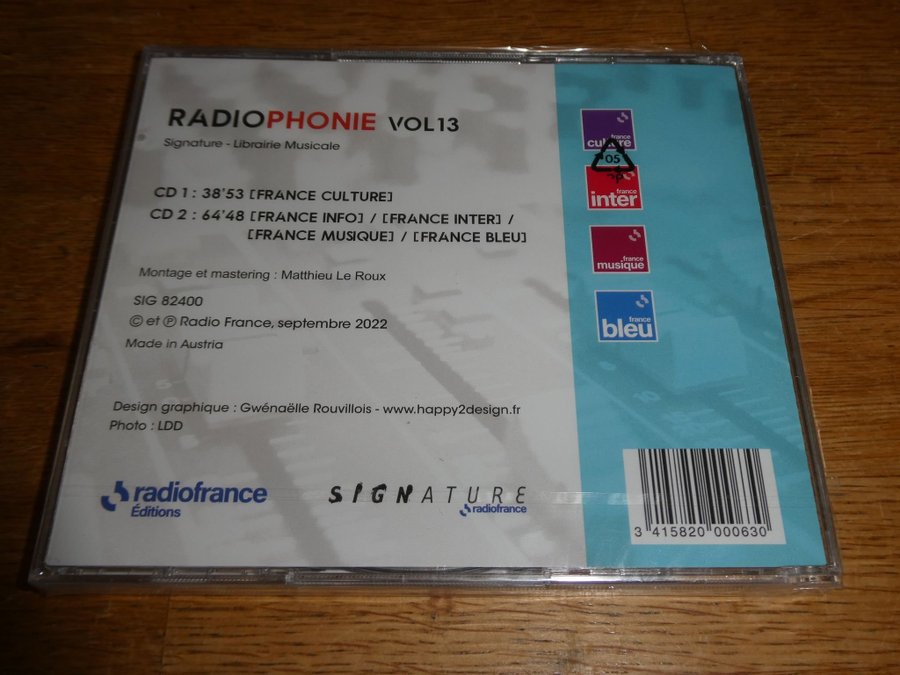 RADIOPHONIE VOL13
Signature - Librairie Musicale
CD 1 : 38'53 [FRANCE CULTURE]
CD 2 : 64'48 [FRANCE INFO] / [FRANCE INTER] /
[FRANCE MUSIQUE] / [FRANCE BLEU]
Montage et mastering : Matthieu Le Roux
SIG 82400
© et ℗ Radio France, septembre 2022
Made in Austria
Design graphique : Gwénaëlle Rouvillois - www.happy2design.fr
Photo : LDD
radiofrance
Éditions
SIGNATURE
radiofrance
france
culture
05
france
inter
france
musique
france
bleu
3 415820 000630